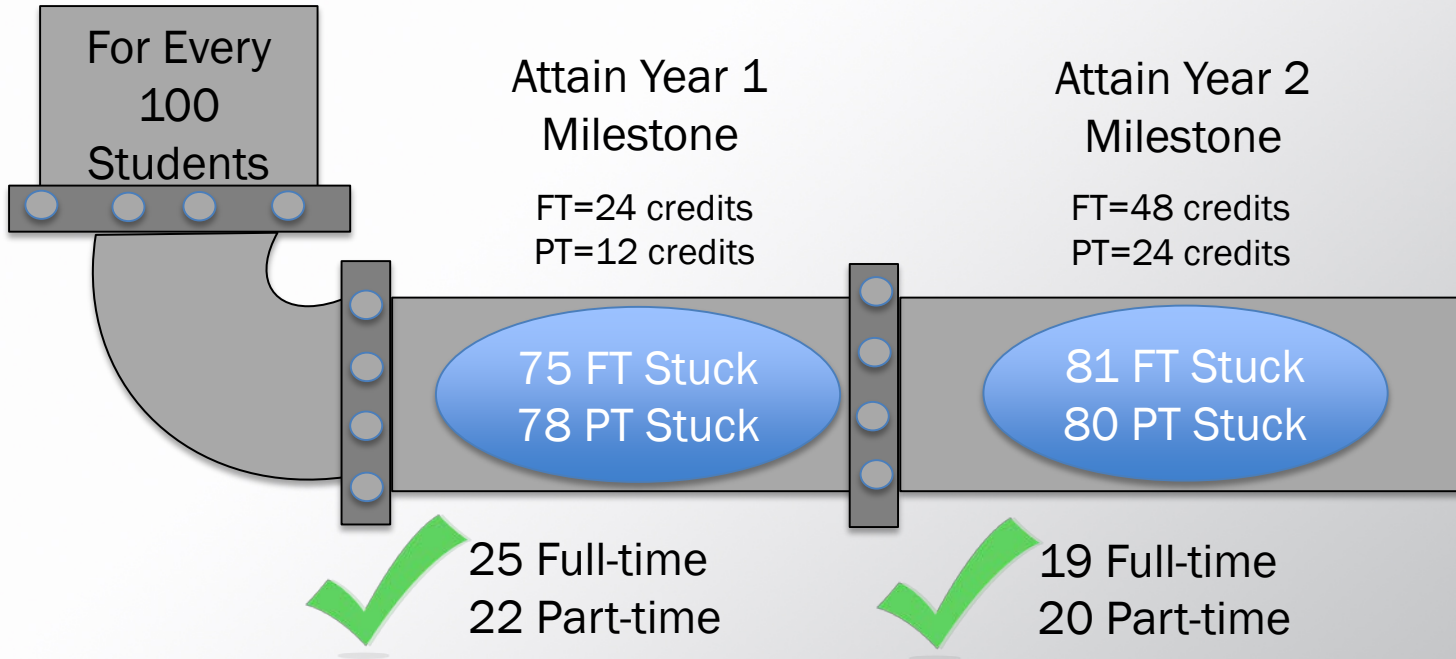 For Every
100
Students
Attain Year 1
Milestone
FT=24 credits
PT=12 credits
75 FT Stuck
78 PT Stuck
25 Full-time
22 Part-time
Attain Year 2
Milestone
FT=48 credits
PT=24 credits
81 FT Stuck
80 PT Stuck
19 Full-time
20 Part-time